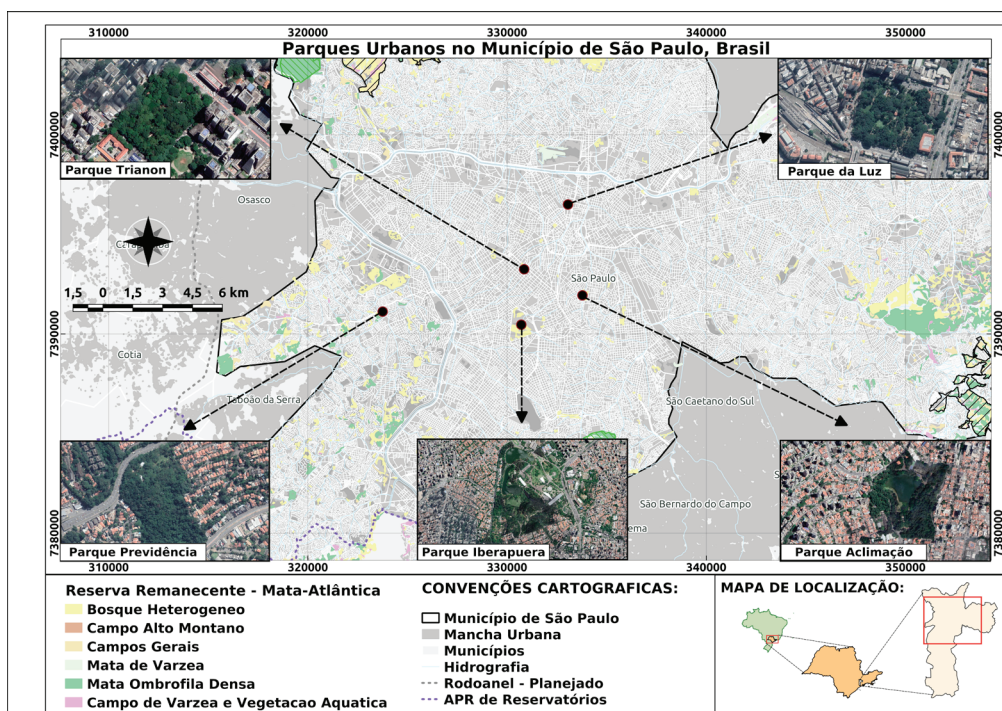 310000 320000 330000 340000 350000
Parques Urbanos no Município de São Paulo, Brasil
Parque Trianon
Parque da Luz
7400000
7400000
Osasco
São Paulo
1,5 0 1,5 3 4,5 6 km
7390000
7390000
Cotia
Taboão da Serra
São Caetano do Sul
São Bernardo do Campo
Parque Previdência
Parque Iberapuera
Parque Aclimação
7380000
7380000
310000 320000 330000 340000 350000
Reserva Remanecente - Mata-Atlântica
Bosque Heterogeneo
Campo Alto Montano
Campos Gerais
Mata de Varzea
Mata Ombrofila Densa
Campo de Varzea e Vegetacao Aquatica
CONVENÇÕES CARTOGRAFICAS:
Município de São Paulo
Mancha Urbana
Municípios
Hidrografia
Rodoanel - Planejado
APR de Reservatórios
MAPA DE LOCALIZAÇÃO: